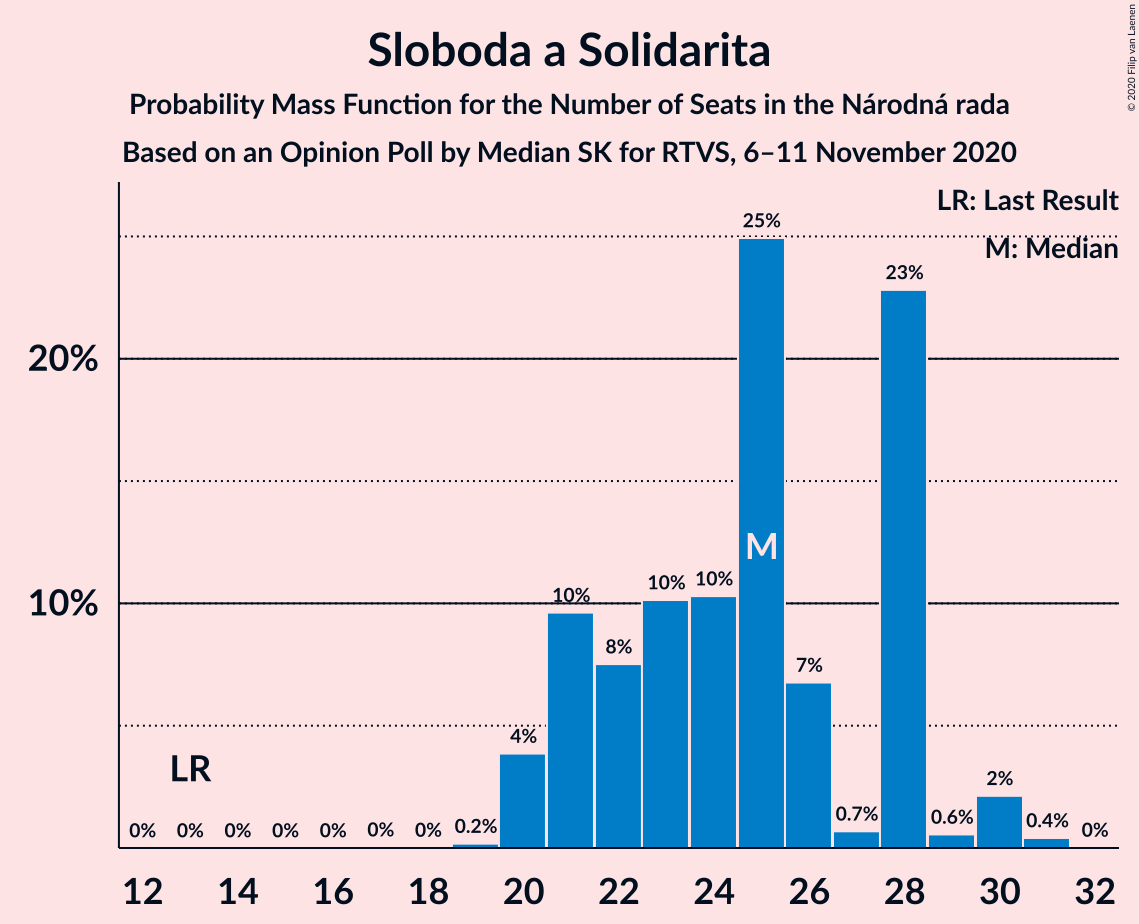 Sloboda a Solidarita
Probability Mass Function for the Number of Seats in the Národná rada
Based on an Opinion Poll by Median SK for RTVS, 6–11 November 2020
© 2020 Filip van Laenen
LR: Last Result
M: Median
20%
10%
0% 0% 0% 0% 0% 0% 0% 0.2% 4% 10% 8% 10% 10% 25% 7% 0.7% 23% 0.6% 2% 0.4% 0%
LR
M
12 14 16 18 20 22 24 26 28 30 32